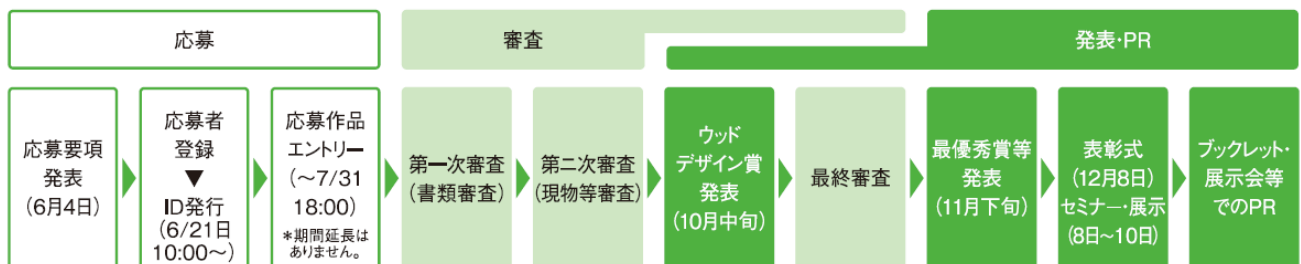 応募
審査
発表・PR
応募要項
発表
(6月4日)
応募者
登録
▼
ID発行
(6/21日
10:00〜)
応募作品
エントリー
(〜7/31
18:00)
*期間延長は
ありません。
第一次審査
(書類審査)
第二次審査
(現物等審査)
ウッド
デザイン賞
発表
(10月中旬)
最終審査
最優秀賞等
発表
(11月下旬)
表彰式
(12月8日)
セミナー・展示
(8日〜10日)
ブックレット・
展示会等
でのPR